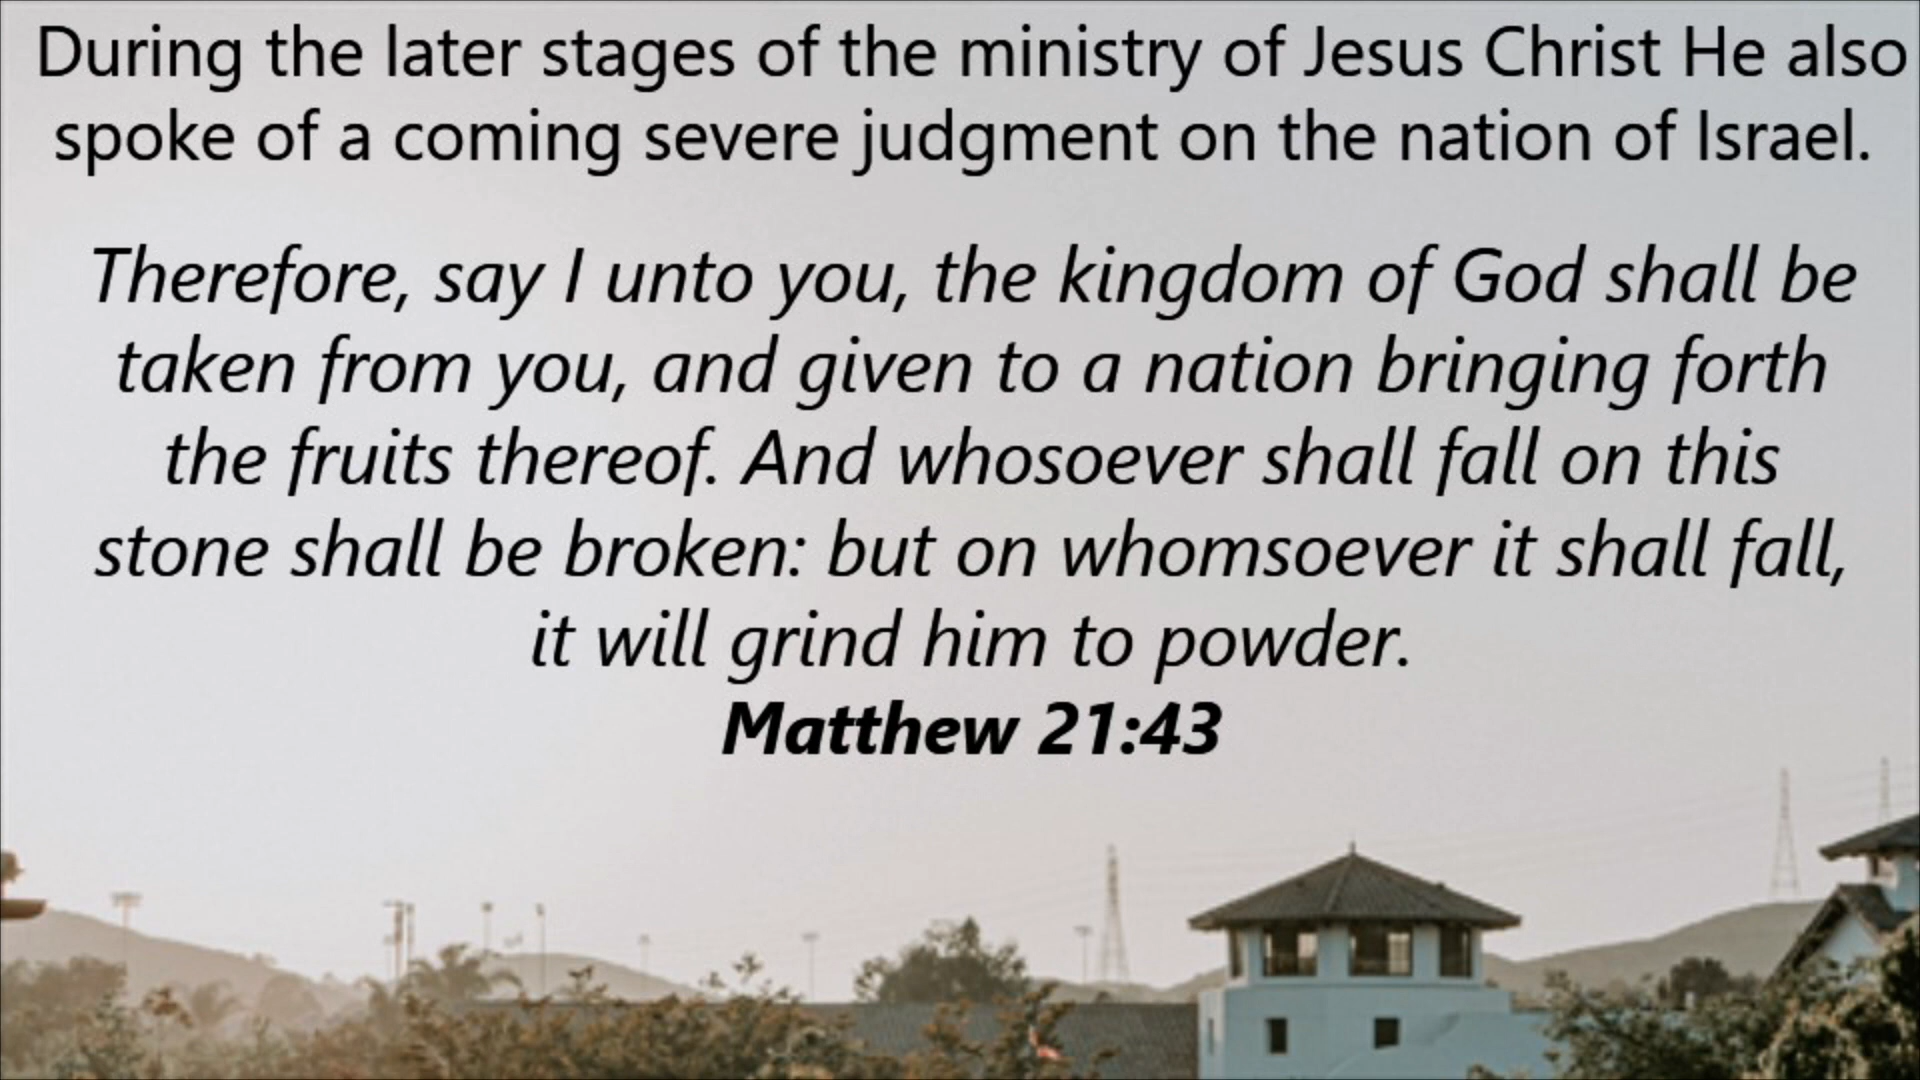 During the later stages of the ministry of Jesus Christ He also
spoke of a coming severe judgment on the nation of Israel.
Therefore, say I unto you, the kingdom of God shall be
taken from you, and given to a nation bringing forth
the fruits thereof. And whosoever shall fall on this
stone shall be broken: but on whomsoever it shall fall,
it will grind him to powder.
Matthew 21:43